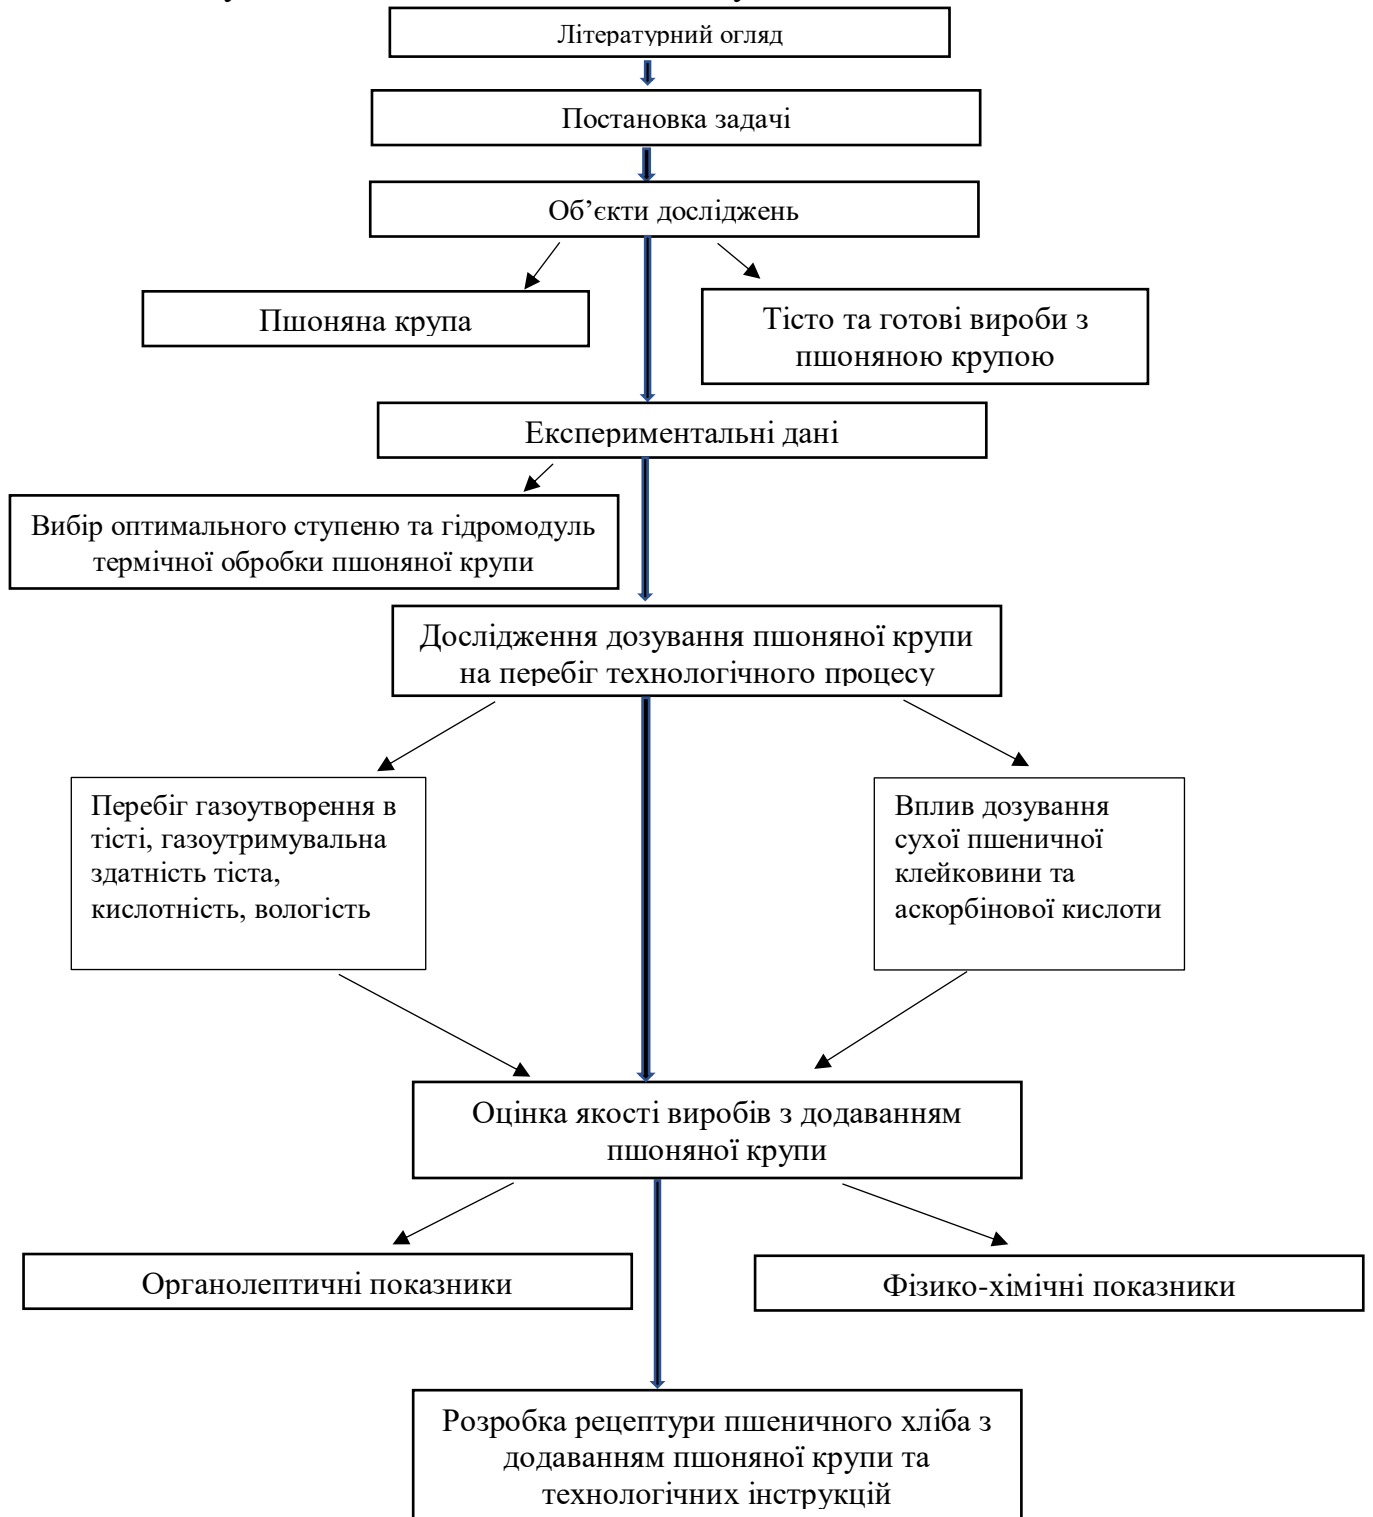 Літературний огляд
Постановка задачі
Об’єкти досліджень
Пшоняна крупа
Тісто та готові вироби з
пшоняною крупою
Експериментальні дані
Вибір оптимального ступеню та гідромодуль
термічної обробки пшоняної крупи
Дослідження дозування пшоняної крупи
на перебіг технологічного процесу
Перебіг газоутворення в
тісті, газоутримувальна
здатність тіста,
кислотність, вологість
Вплив дозування
сухої пшеничної
клейковини та
аскорбінової кислоти
Оцінка якості виробів з додаванням
пшоняної крупи
Органолептичні показники
Фізико-хімічні показники
Розробка рецептури пшеничного хліба з
додаванням пшоняної крупи та
технологічних інструкцій